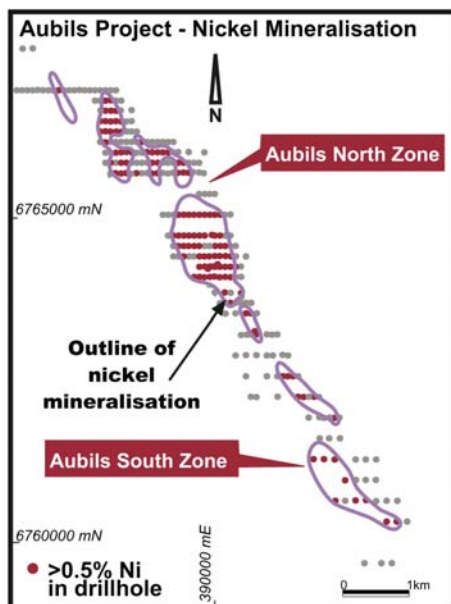 Aubils Project - Nickel Mineralisation
N
Aubils North Zone
6765000 mN
Outline of
nickel
mineralisation
Aubils South Zone
6760000 mN
390000 mE
>0.5% Ni
in drillhole
0
1km